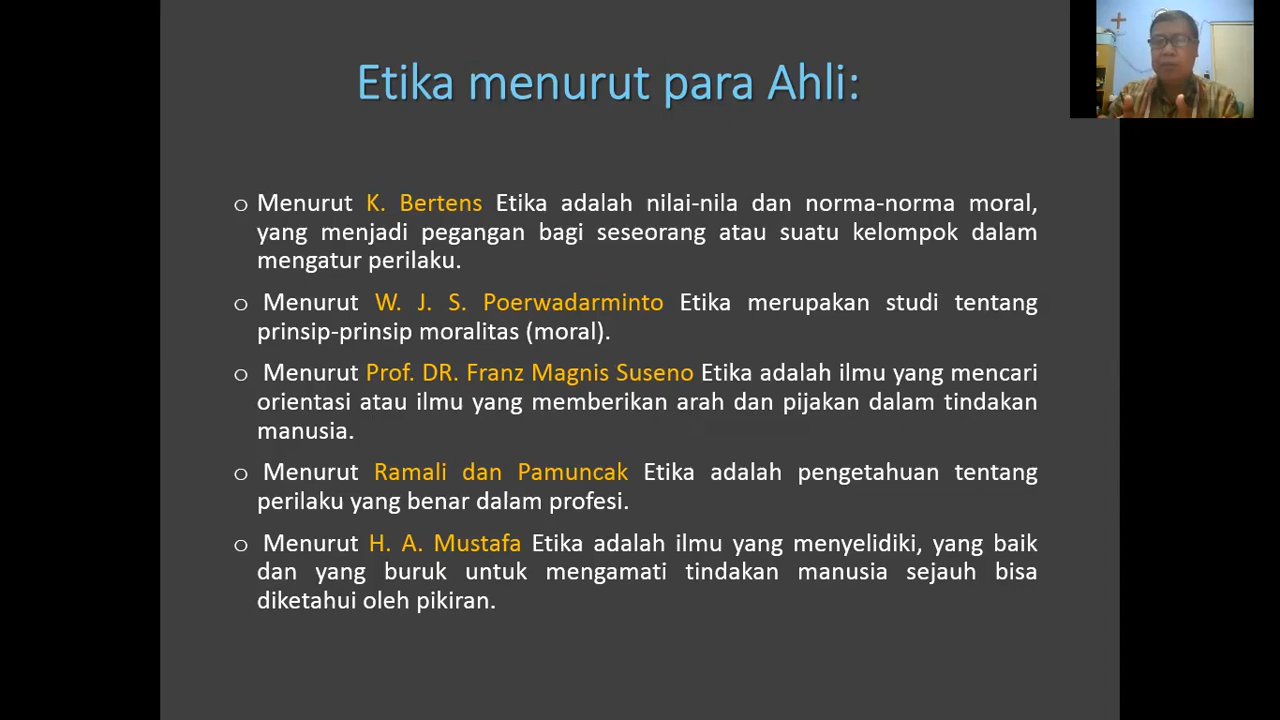 Etika menurut para Ahli:
o Menurut K. Bertens Etika adalah nilai-nila dan norma-norma moral,
yang menjadi pegangan bagi seseorang atau suatu kelompok dalam
mengatur perilaku.
o Menurut W. J. S. Poerwadarminto Etika merupakan studi tentang
prinsip-prinsip moralitas (moral).
o Menurut Prof. DR. Franz Magnis Suseno Etika adalah ilmu yang mencari
orientasi atau ilmu yang memberikan arah dan pijakan dalam tindakan
manusia.
o Menurut Ramali dan Pamuncak Etika adalah pengetahuan tentang
perilaku yang benar dalam profesi.
o Menurut H. A. Mustafa Etika adalah ilmu yang menyelidiki, yang baik
dan yang buruk untuk mengamati tindakan manusia sejauh bisa
diketahui oleh pikiran.